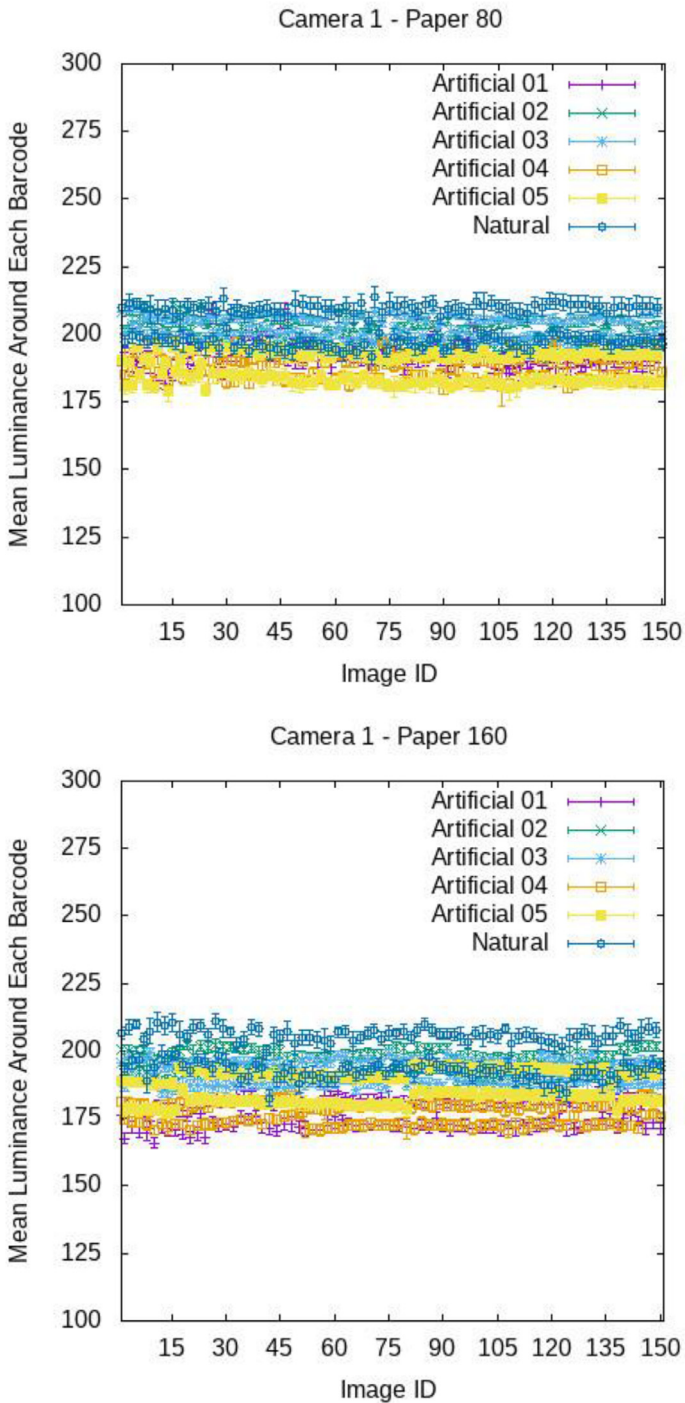 Camera 1 - Paper 80
Mean Luminance Around Each Barcode
300
275
250
225
200
175
150
125
100
Artificial 01
Artificial 02
Artificial 03
Artificial 04
Artificial 05
Natural
15 30 45 60 75 90 105 120 135 150
Image ID
Camera 1 - Paper 160
Mean Luminance Around Each Barcode
300
275
250
225
200
175
150
125
100
Artificial 01
Artificial 02
Artificial 03
Artificial 04
Artificial 05
Natural
15 30 45 60 75 90 105 120 135 150
Image ID